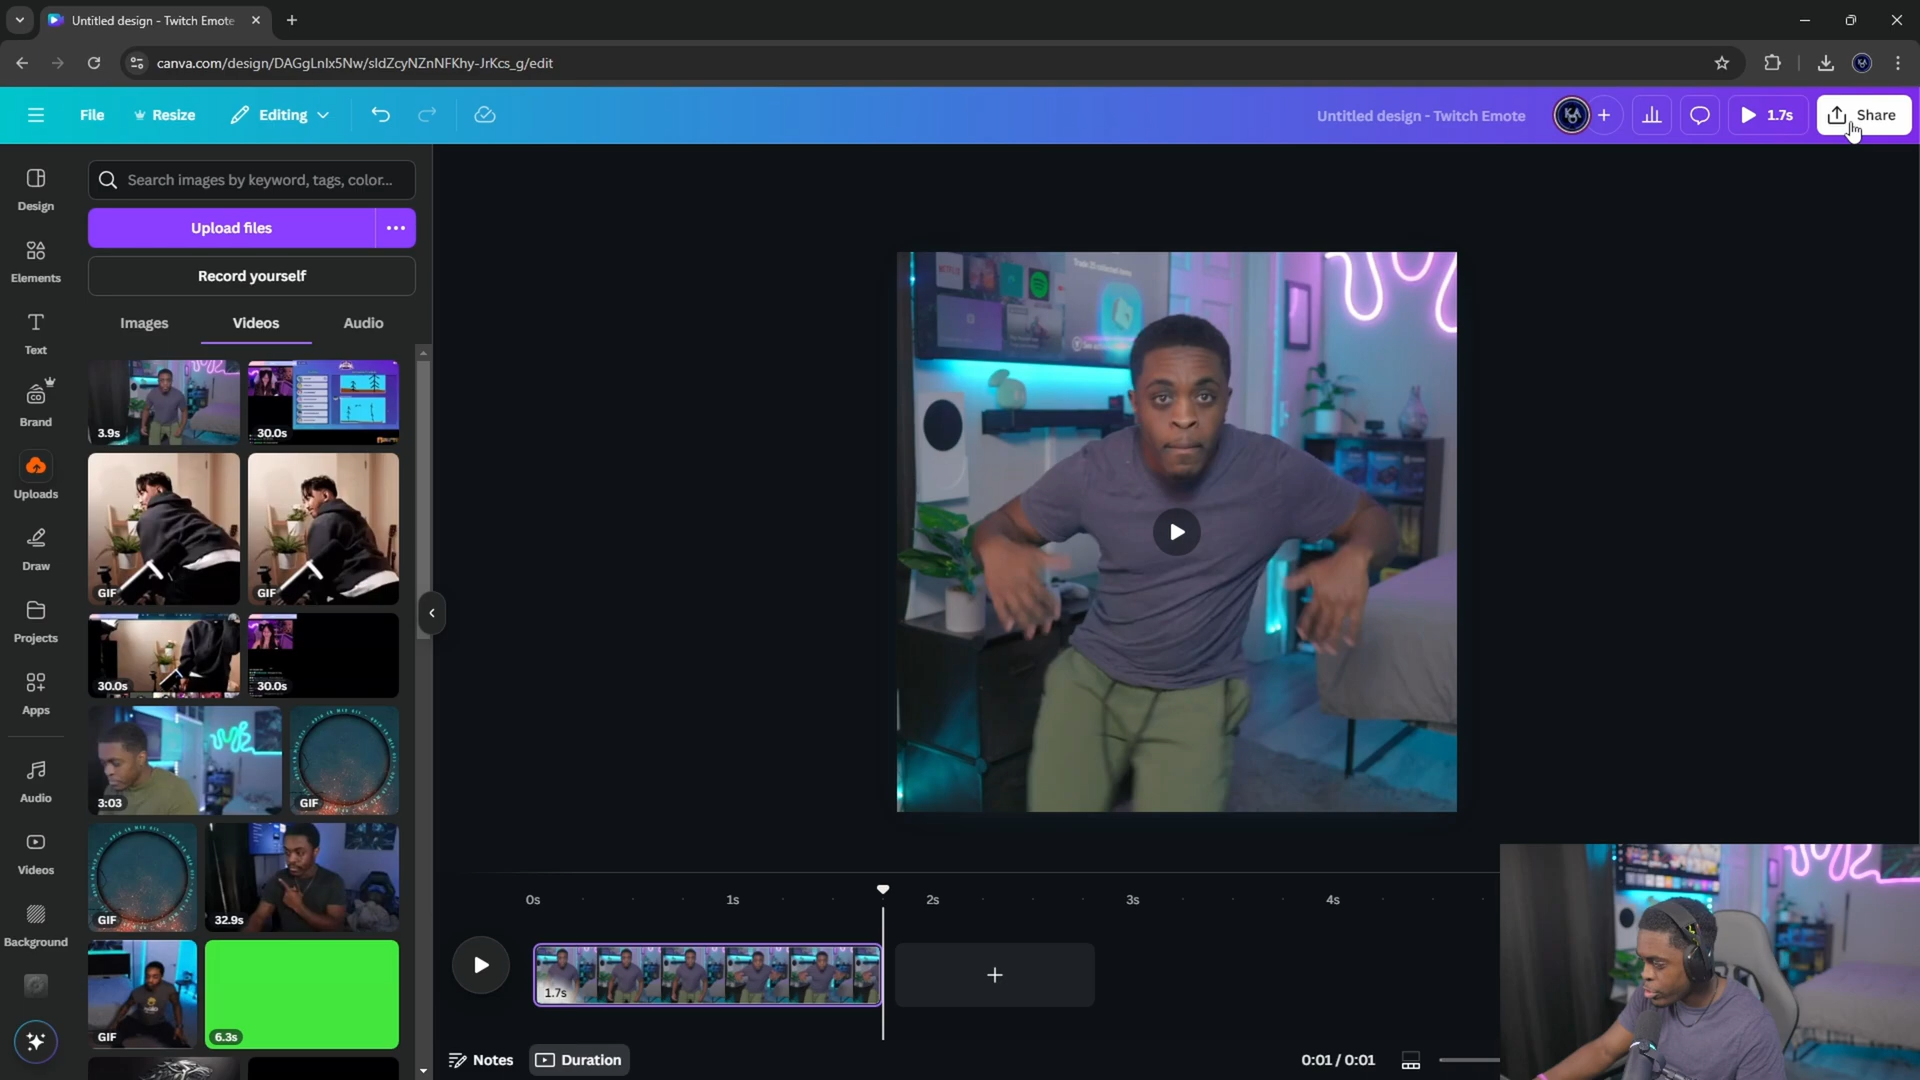 Untitled design - Twitch Emote
canva.com/design/DAGgLnlx5Nw/sldZcyNZnNFKhy-JrKcs_g/edit
File
Resize
Editing
Untitled design - Twitch Emote
1.7s
Share
Design
Elements
Text
Brand
Uploads
Draw
Projects
Apps
Audio
Videos
Background
Search images by keyword, tags, color...
Upload files
Record yourself
Images
Videos
Audio
3.9s
30.0s
GIF
GIF
30.0s
30.0s
3:03
GIF
GIF
32.9s
GIF
6.3s
NETFLIX
0s
1s
2s
3s
4s
1.7s
Notes
Duration
0:01 / 0:01